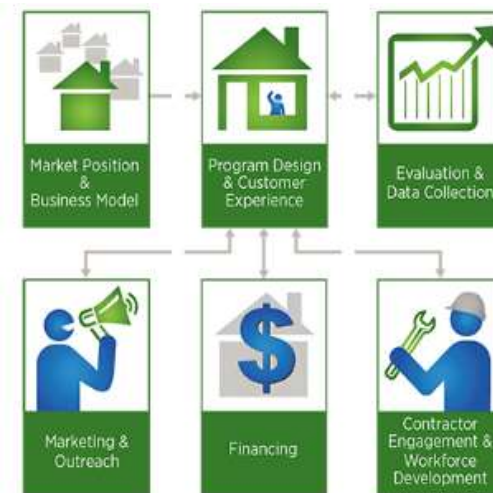 Market Position
&
Business Model
Program Design
& Customer
Experience
Evaluation &
Data Collection
$
Marketing &
Outreach
Financing
Contractor
Engagement &
Workforce
Development